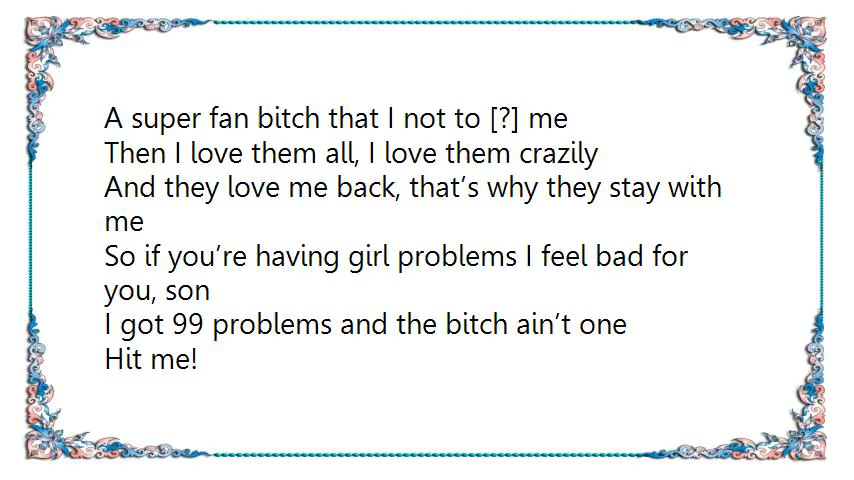 A super fan bitch that I not to [?] me
Then I love them all, I love them crazily
And they love me back, that’s why they stay with
me
So if you’re having girl problems I feel bad for
you, son
I got 99 problems and the bitch ain’t one
Hit me!